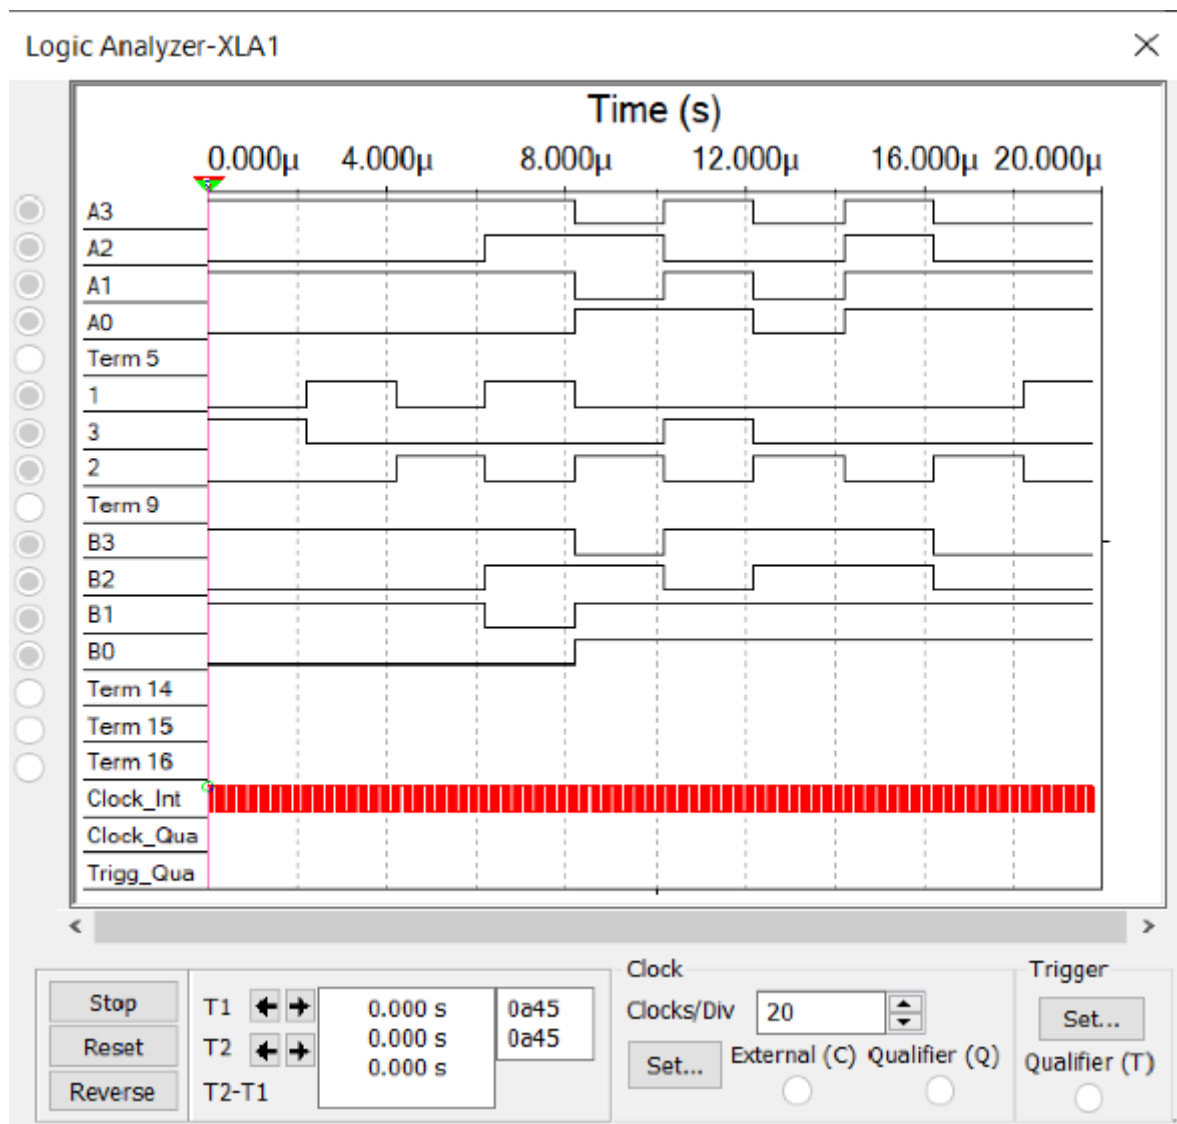 Logic Analyzer-XLA1
Time (s)
0.000µ 4.000µ 8.000µ 12.000µ 16.000µ 20.000µ
A3
A2
A1
A0
Term 5
1
3
2
Term 9
B3
B2
B1
B0
Term 14
Term 15
Term 16
Clock_Int
Clock_Qua
Trigg_Qua
Stop
Reset
Reverse
T1 0.000 s 0a45
T2 0.000 s 0a45
T2-T1 0.000 s
Clock
Clocks/Div 20
Set... External (C) Qualifier (Q)
Trigger
Set...
Qualifier (T)